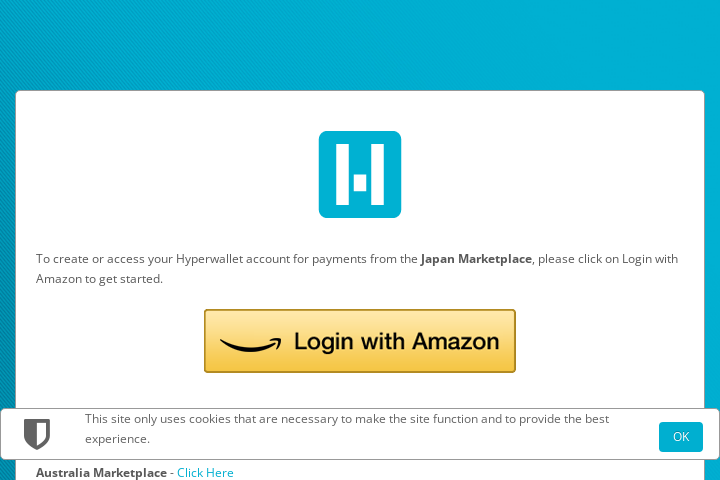 To create or access your Hyperwallet account for payments from the Japan Marketplace, please click on Login with
Amazon to get started.
Login with Amazon
This site only uses cookies that are necessary to make the site function and to provide the best
experience.
OK
Australia Marketplace - Click Here